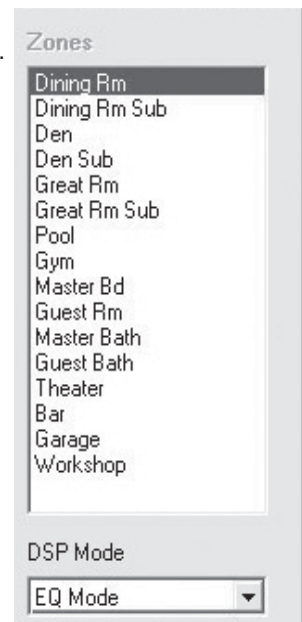 Zones
Dining Rm
Dining Rm Sub
Den
Den Sub
Great Rm
Great Rm Sub
Pool
Gym
Master Bd
Guest Rm
Master Bath
Guest Bath
Theater
Bar
Garage
Workshop
DSP Mode
EQ Mode